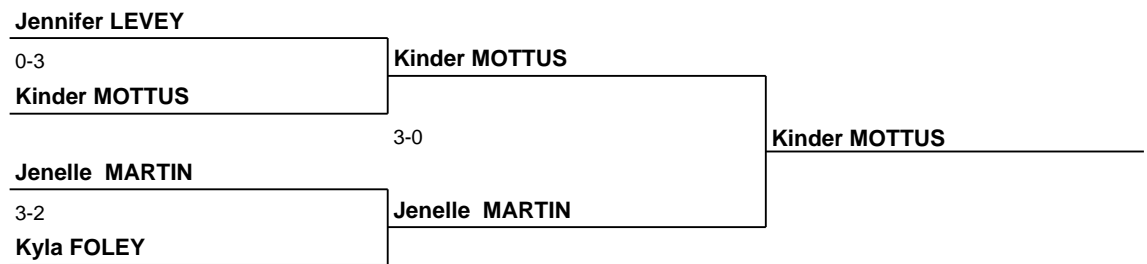 Jennifer LEVEY
0-3
Kinder MOTTUS
Kinder MOTTUS
3-0
Kinder MOTTUS
Jenelle  MARTIN
3-2
Jenelle  MARTIN
Kyla FOLEY